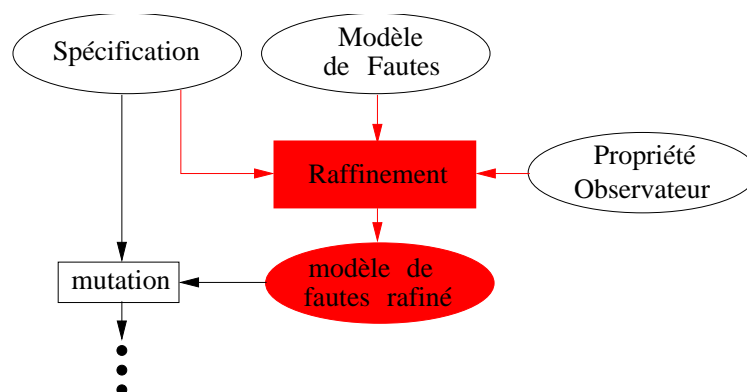 Spécification
Modèle
de Fautes
Raffinement
Propriété
Observateur
modèle de
fautes rafiné
mutation